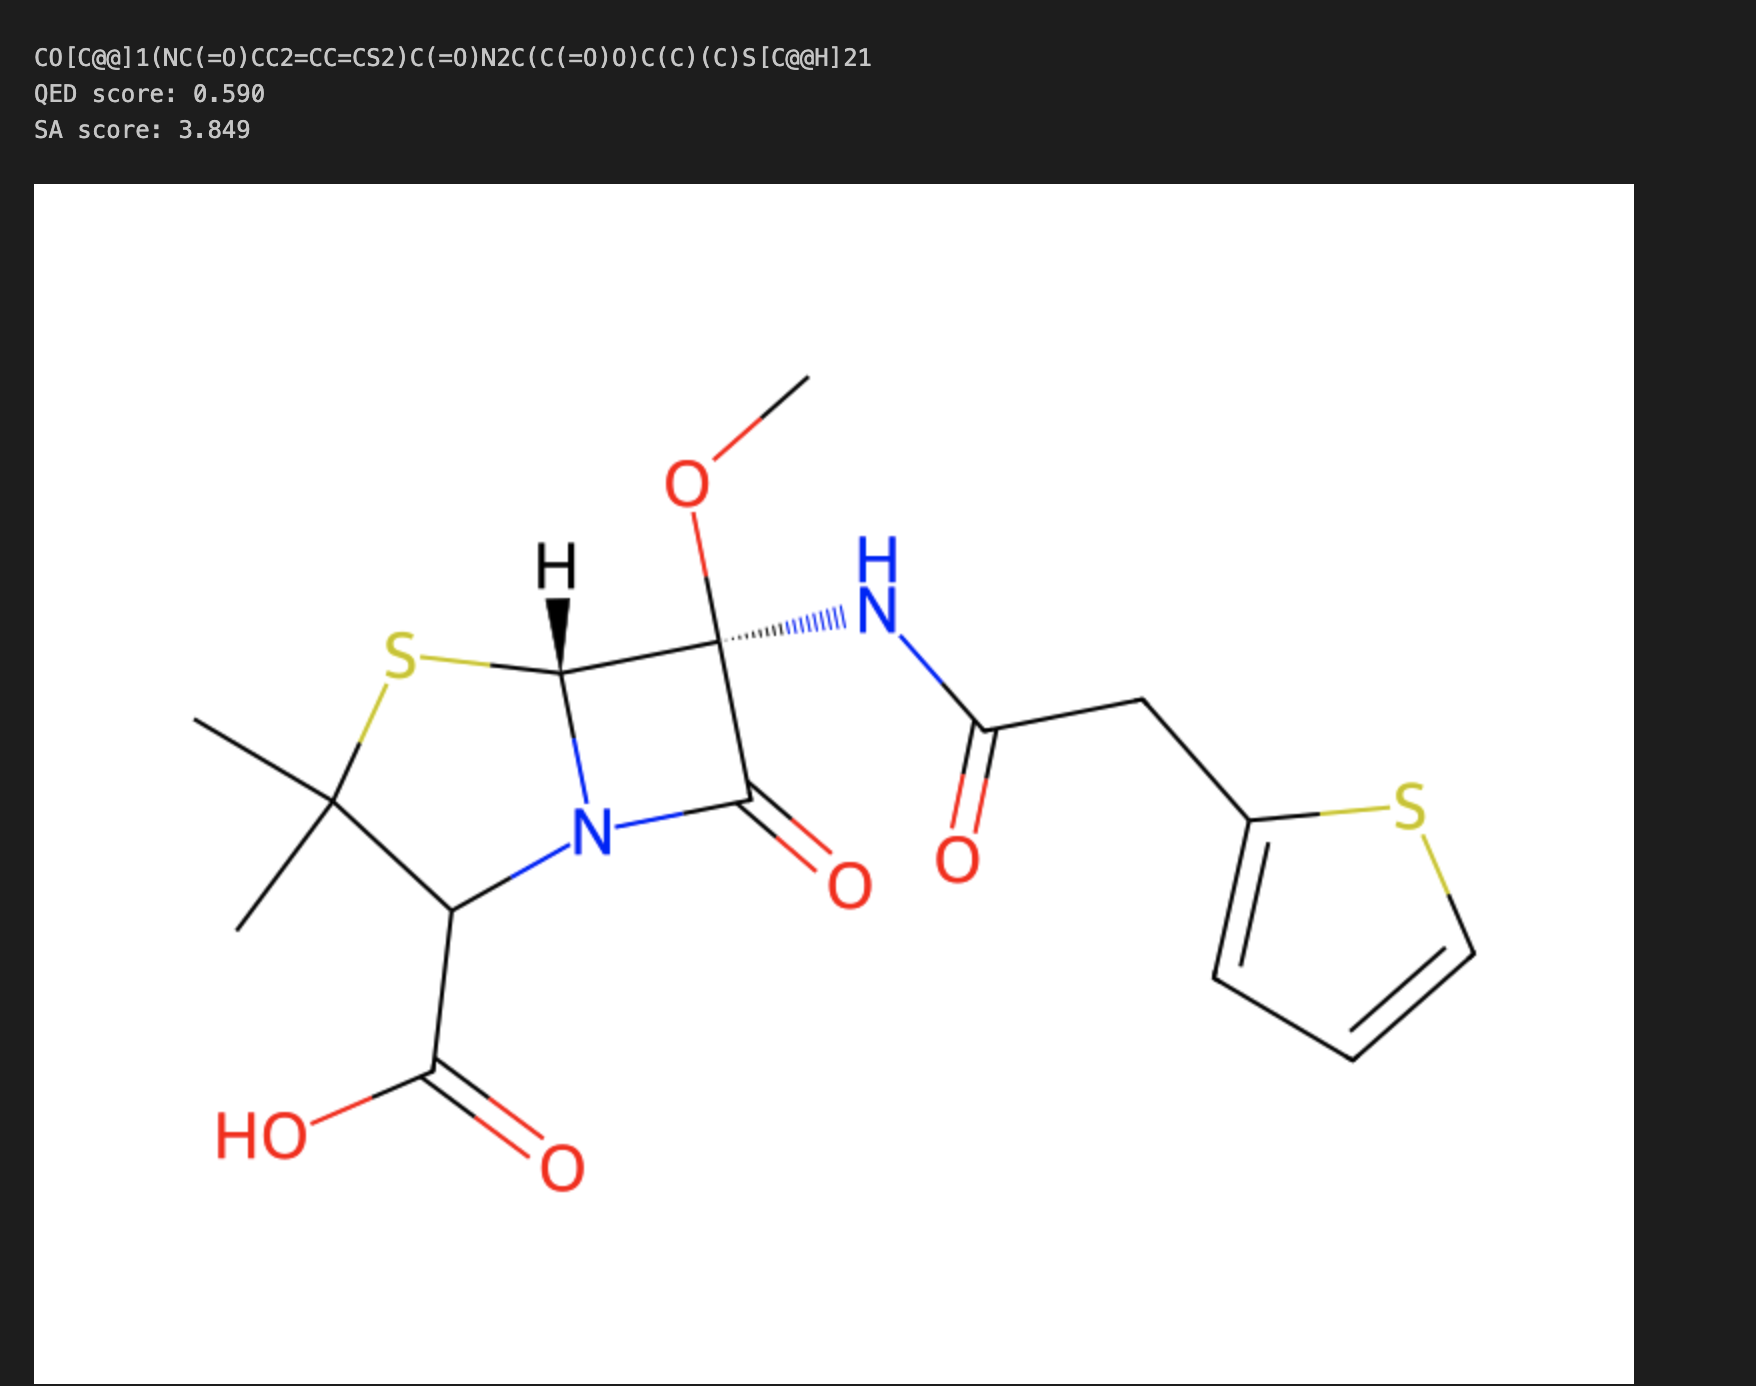 CO[C@@]1(NC(=O)CC2=CC=CS2)C(=O)N2C(C(=O)O)C(C)(C)S[C@@H]21
QED score: 0.590
SA score: 3.849
O
H
H
N
S
S
N
O
O
HO
O